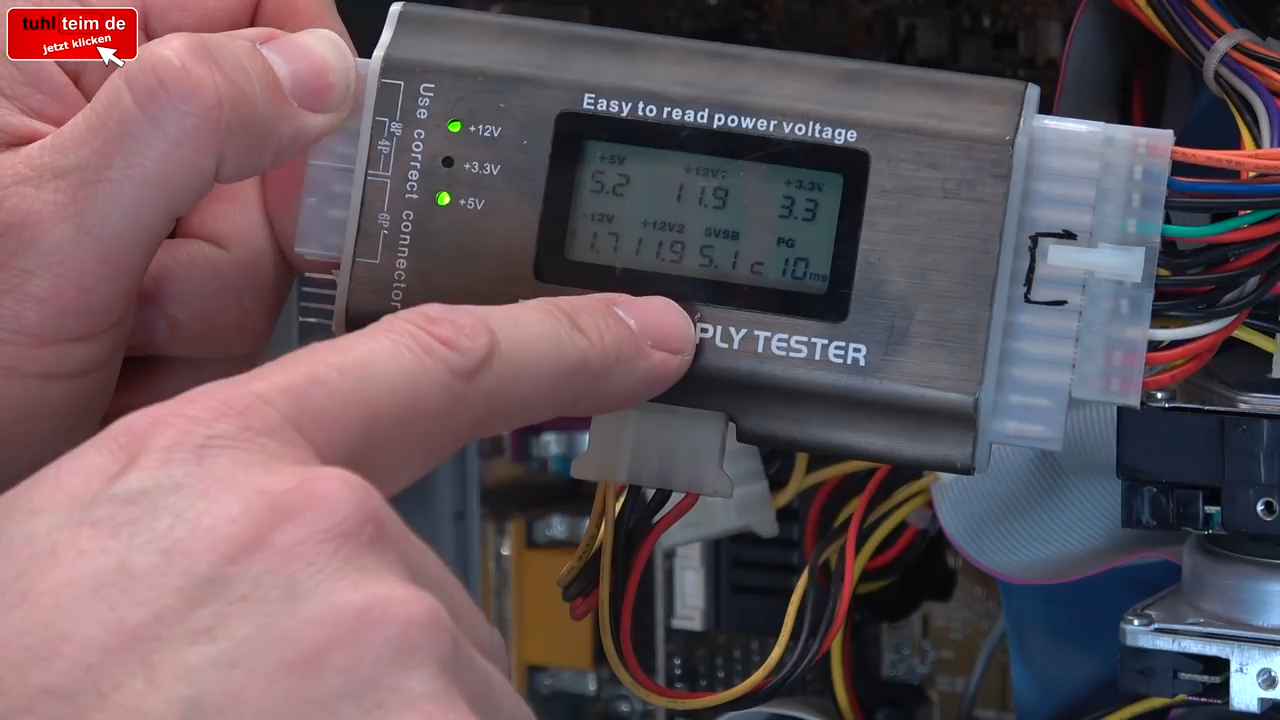 tuhl teim de
jetzt klicken
Use correct connector
8P
4P
6P
+12V
+3.3V
+5V
Easy to read power voltage
+5V
+3.3V
5.2
11.9
3.3
-12V
+12V2
5VSB
PG
1.7
11.9
5.1
10ms
PLY TESTER